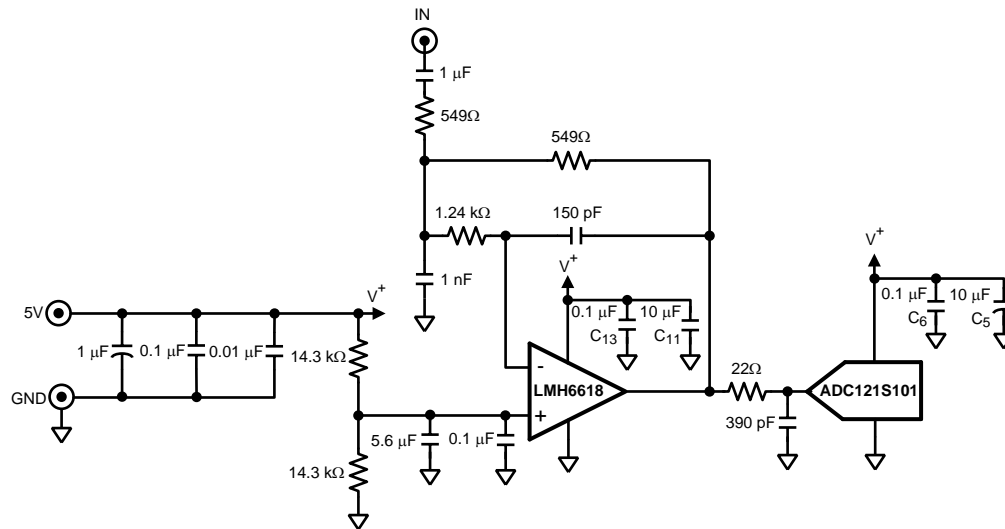 IN
1 μF
549Ω
549Ω
1.24 kΩ
150 pF
1 nF
V+
V+
V+
5V
GND
1 μF
0.1 μF
0.01 μF
14.3 kΩ
14.3 kΩ
5.6 μF
0.1 μF
0.1 μF
C13
10 μF
C11
-
+
LMH6618
22Ω
390 pF
ADC121S101
0.1 μF
C6
10 μF
C5